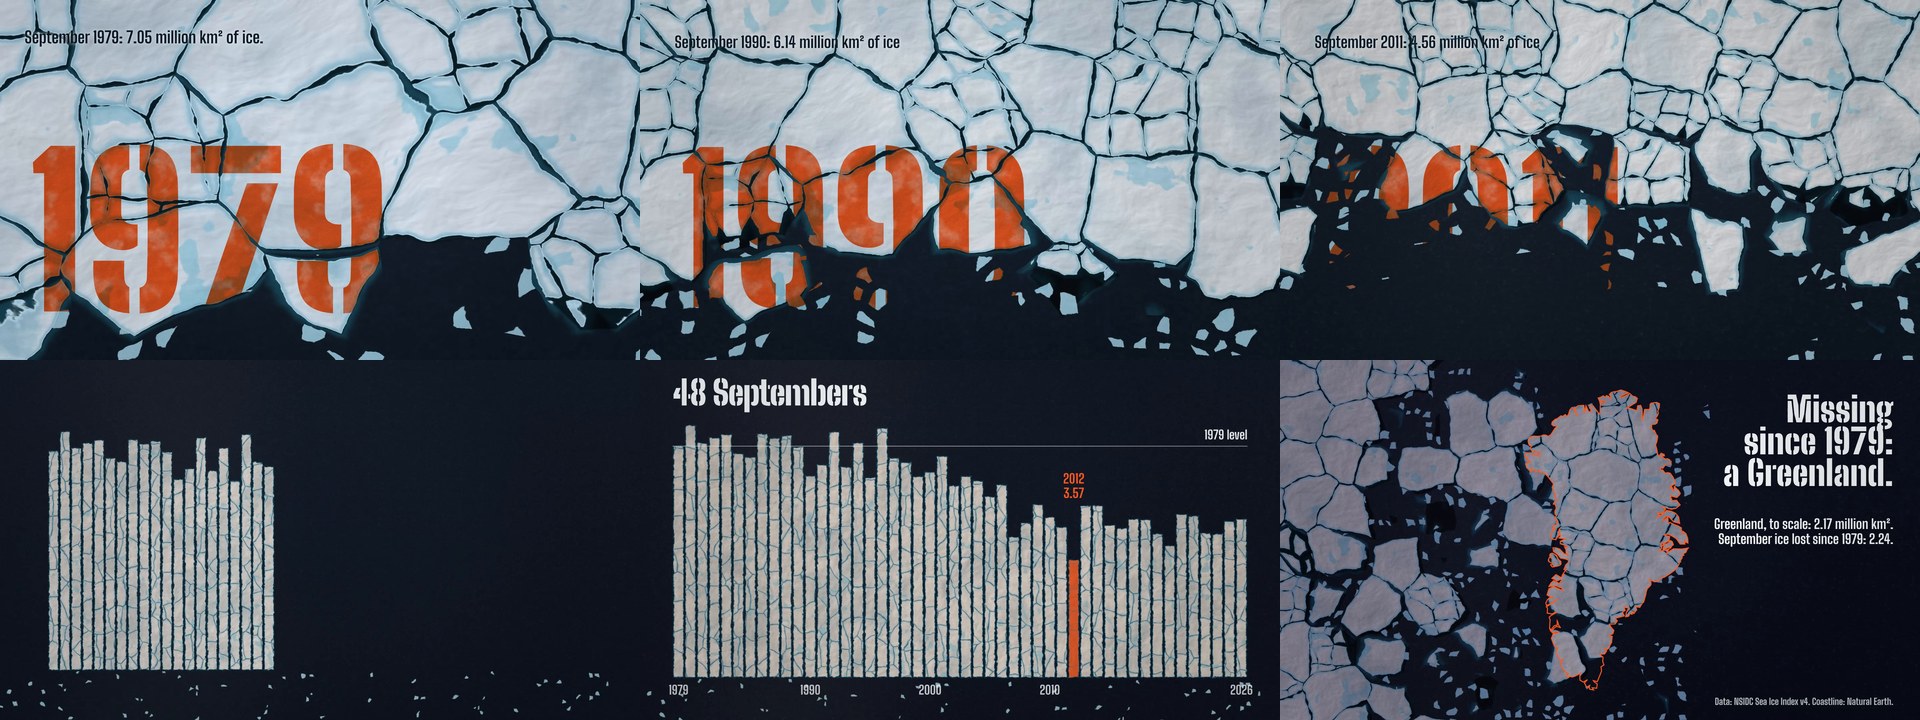 September 1979: 7.05 million km² of ice.
1979
September 1990: 6.14 million km² of ice
1990
September 2011: 4.56 million km² of ice
2011
48 Septembers
1979 level
2012
3.57
1979 1990 2000 2010 2026
Missing
since 1979:
a Greenland.
Greenland, to scale: 2.17 million km².
September ice lost since 1979: 2.24.
Data: NSIDC Sea Ice Index v4. Coastline: Natural Earth.